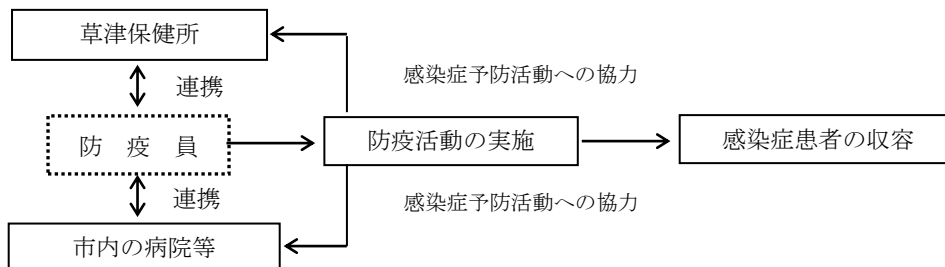 草津保健所
感染症予防活動への協力
連携
防　疫　員
防疫活動の実施
感染症患者の収容
連携
感染症予防活動への協力
市内の病院等